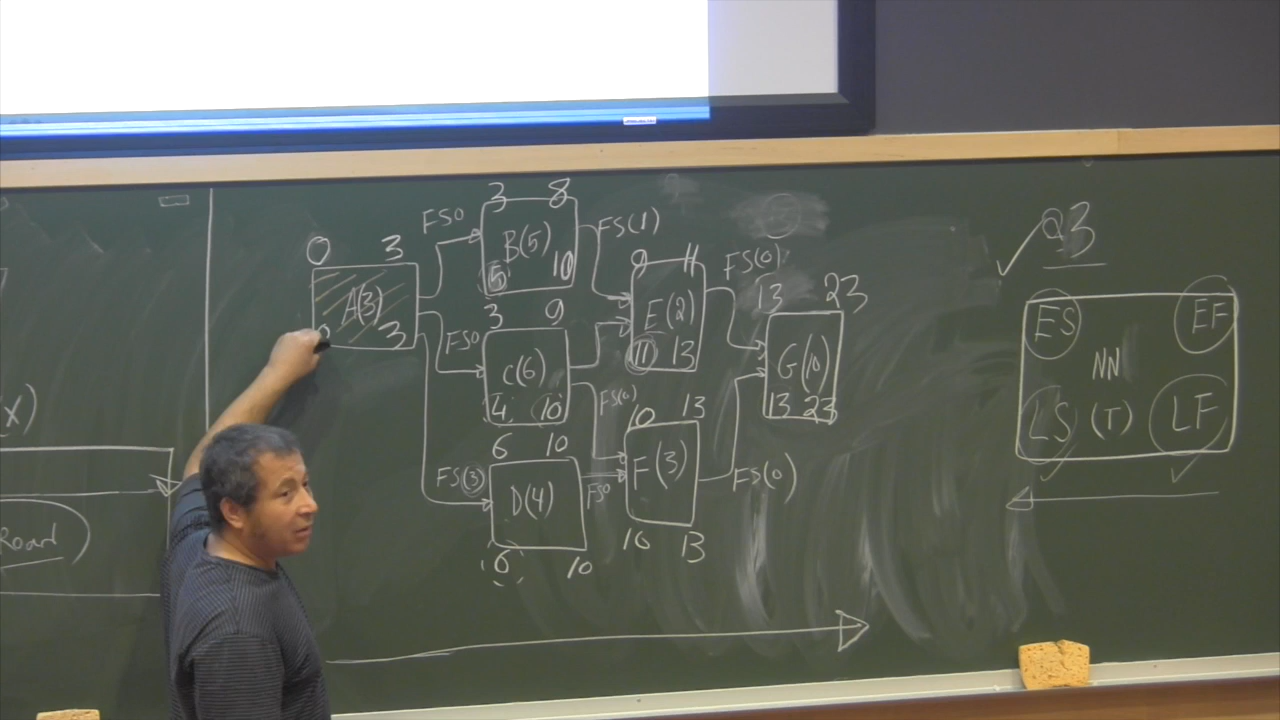 0 3
A(3)
0 3
FS0
3 8
B(5)
5 10
FS(1)
FS0
3 9
C(6)
4 10
FS(0)
FS(3)
6 10
D(4)
6 10
FS0
9 11
E(2)
11 13
FS(0)
10 13
F(3)
10 13
FS(0)
13 23
G(10)
13 23
Q3
ES EF
NN
LS (T) LF
X)
Road